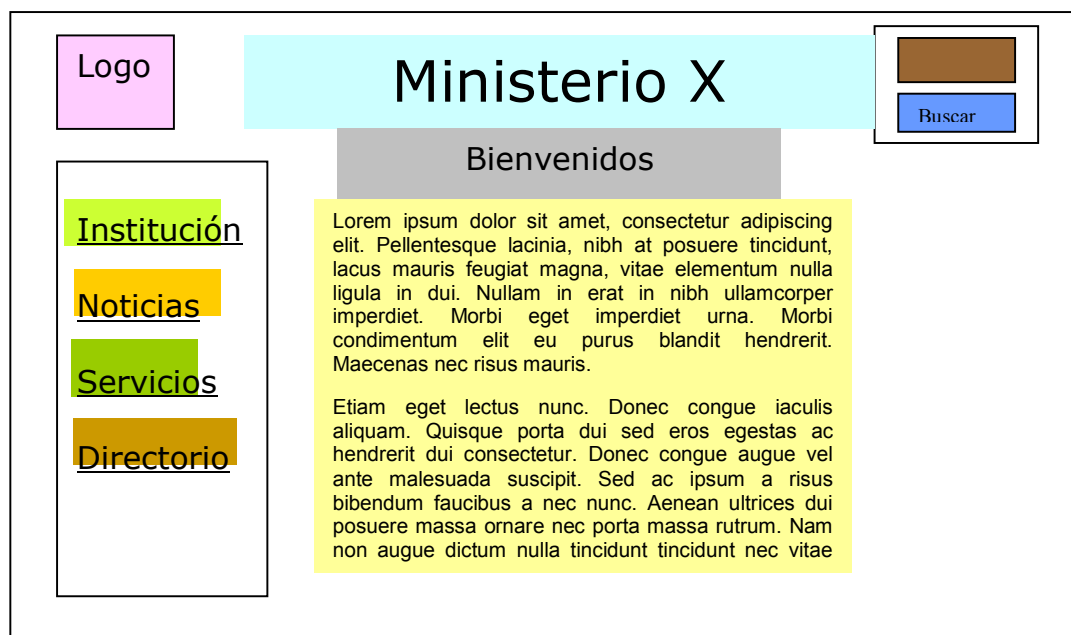 Logo
Ministerio X
Buscar
Bienvenidos
Institución
Noticias
Servicios
Directorio
Lorem ipsum dolor sit amet, consectetur adipiscing
elit. Pellentesque lacinia, nibh at posuere tincidunt,
lacus mauris feugiat magna, vitae elementum nulla
ligula in dui. Nullam in erat in nibh ullamcorper
imperdiet. Morbi eget imperdiet urna. Morbi
condimentum elit eu purus blandit hendrerit.
Maecenas nec risus mauris.
Etiam eget lectus nunc. Donec congue iaculis
aliquam. Quisque porta dui sed eros egestas ac
hendrerit dui consectetur. Donec congue augue vel
ante malesuada suscipit. Sed ac ipsum a risus
bibendum faucibus a nec nunc. Aenean ultrices dui
posuere massa ornare nec porta massa rutrum. Nam
non augue dictum nulla tincidunt tincidunt nec vitae